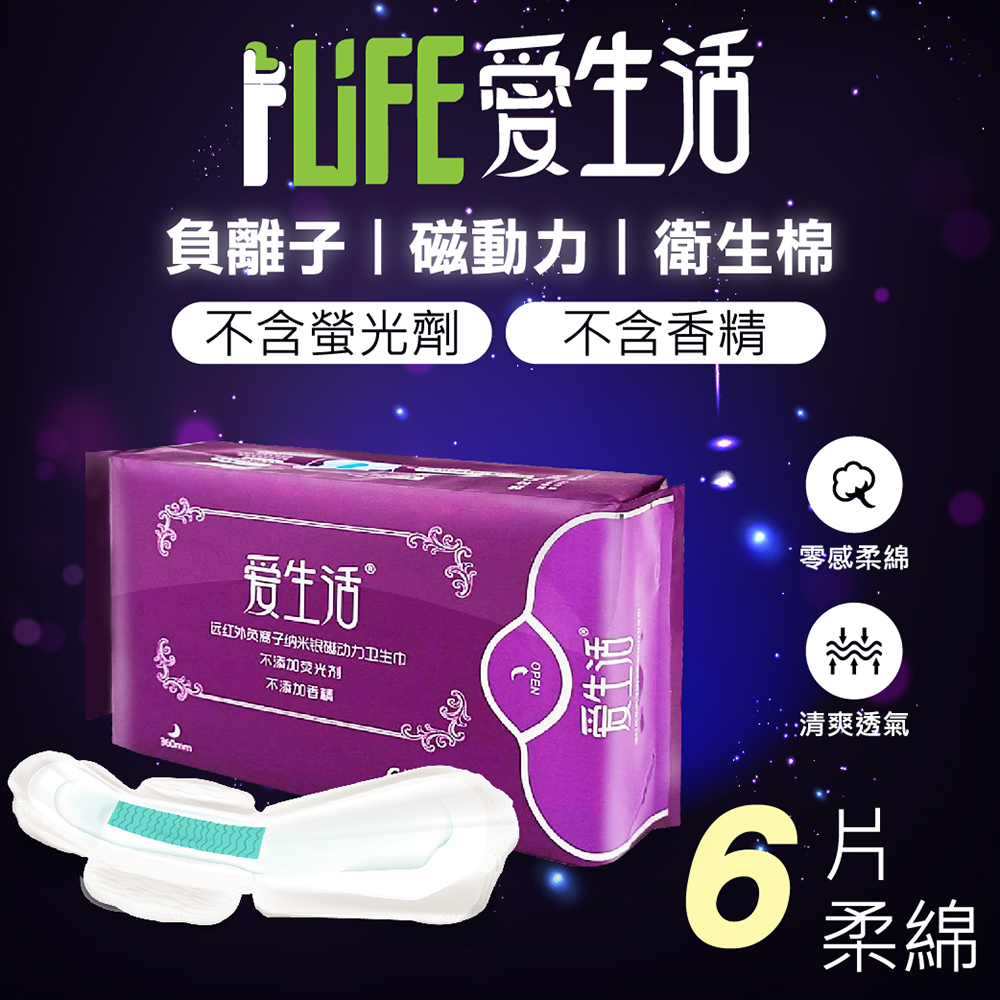 iLiFE爱生活
負離子|磁動力|衛生棉
不含螢光劑
不含香精
爱生活®
远红外负离子纳米银磁动力卫生巾
不添加荧光剂
不添加香精
360mm
OPEN
爱生活®
零感柔綿
清爽透氣
6片
柔綿